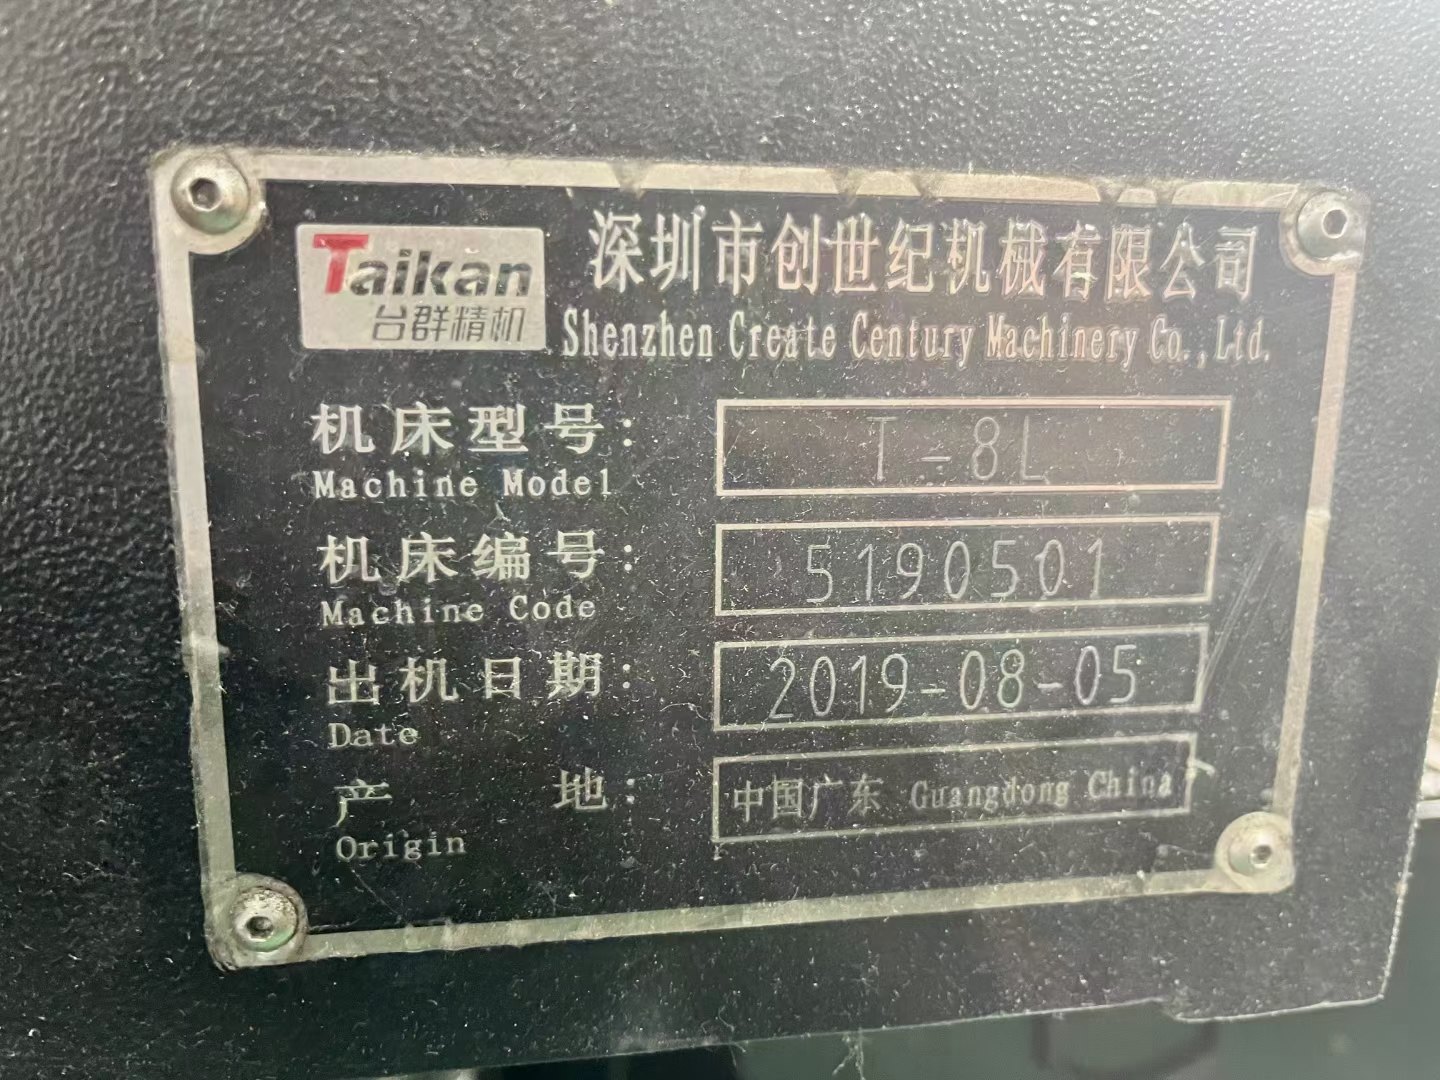 Taikan
台群精机
深圳市创世纪机械有限公司
Shenzhen Create Century Machinery Co.,Ltd.
机床型号: T-8L
Machine Model
机床编号: 5190501
Machine Code
出机日期: 2019-08-05
Date
产地: 中国广东 Guangdong China
Origin